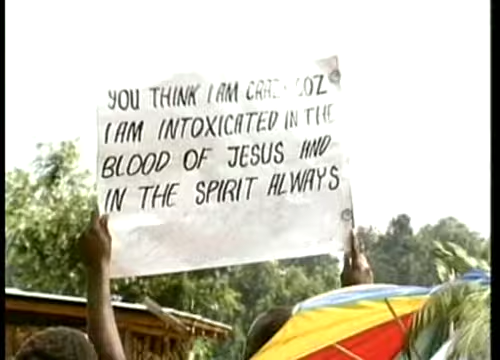 YOU THINK I AM COZ
I AM INTOXICATED IN THE
BLOOD OF JESUS AND
IN THE SPIRIT ALWAYS